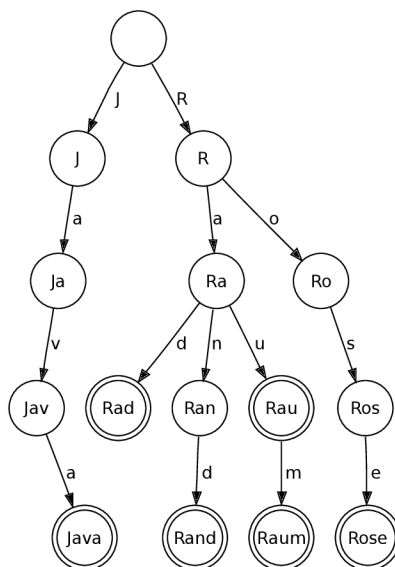 J R
J R
a a o
Ja Ra Ro
v d n u s
Jav Rad Ran Rau Ros
a d m e
Java Rand Raum Rose